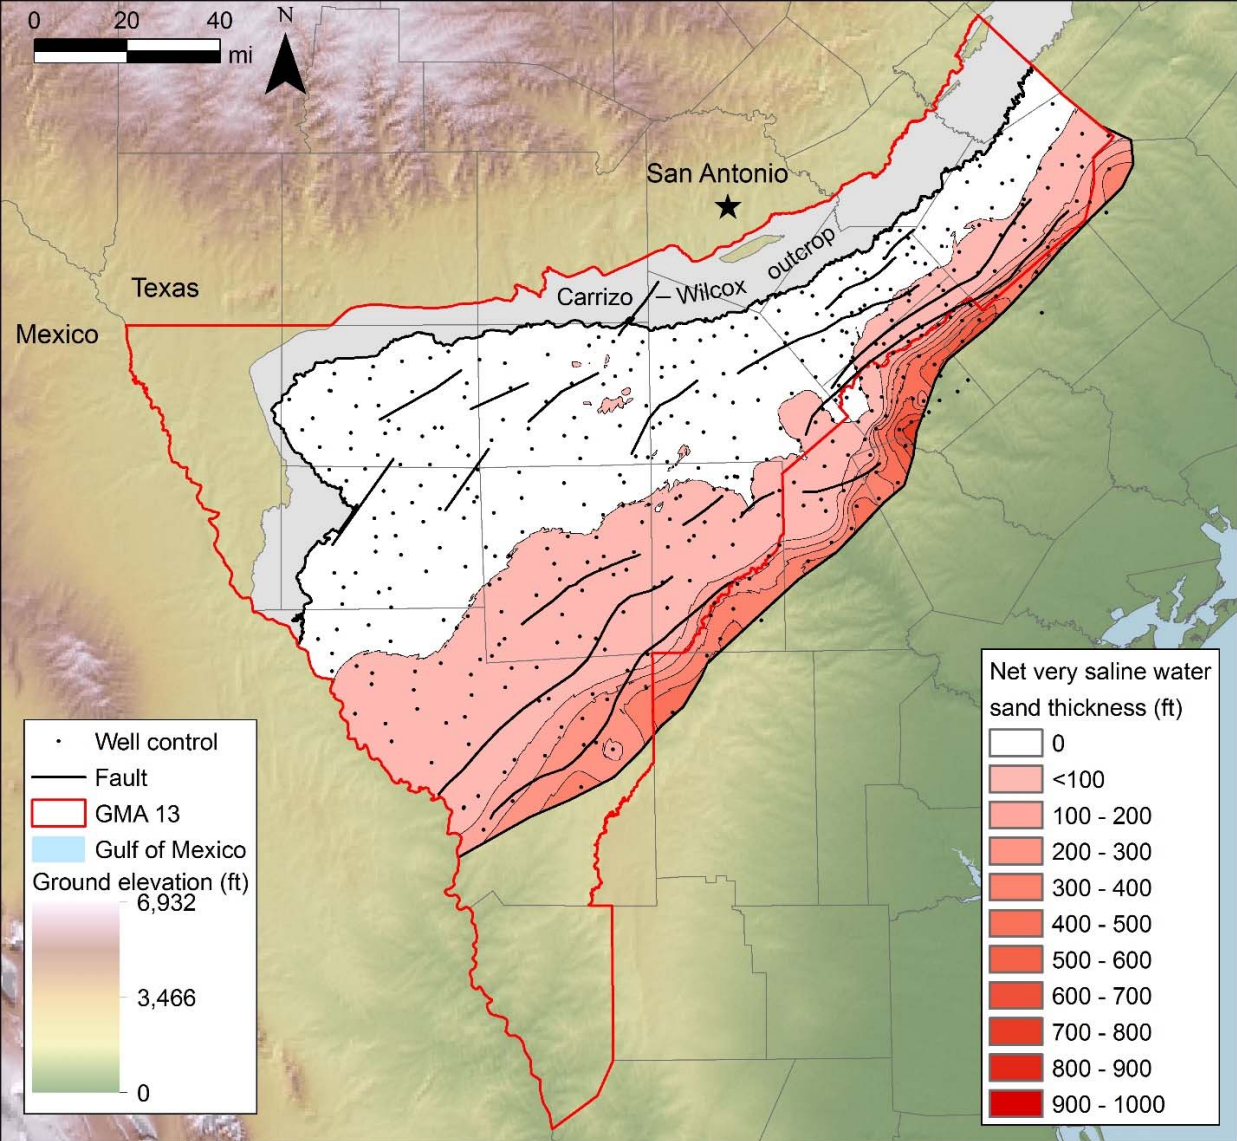 0 20 40
mi
N
San Antonio
Texas
Mexico
Carrizo – Wilcox outcrop
Well control
Fault
GMA 13
Gulf of Mexico
Ground elevation (ft)
6,932
3,466
0
Net very saline water
sand thickness (ft)
0
<100
100 - 200
200 - 300
300 - 400
400 - 500
500 - 600
600 - 700
700 - 800
800 - 900
900 - 1000